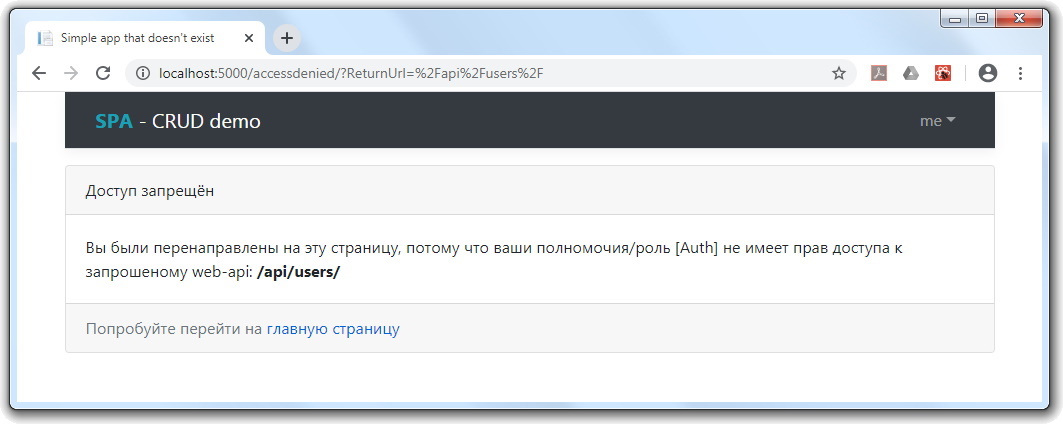 Simple app that doesn't exist
localhost:5000/accessdenied/?ReturnUrl=%2Fapi%2Fusers%2F
SPA - CRUD demo
me
Доступ запрещён
Вы были перенаправлены на эту страницу, потому что ваши полномочия/роль [Auth] не имеет прав доступа к
запрошеному web-api: /api/users/
Попробуйте перейти на главную страницу